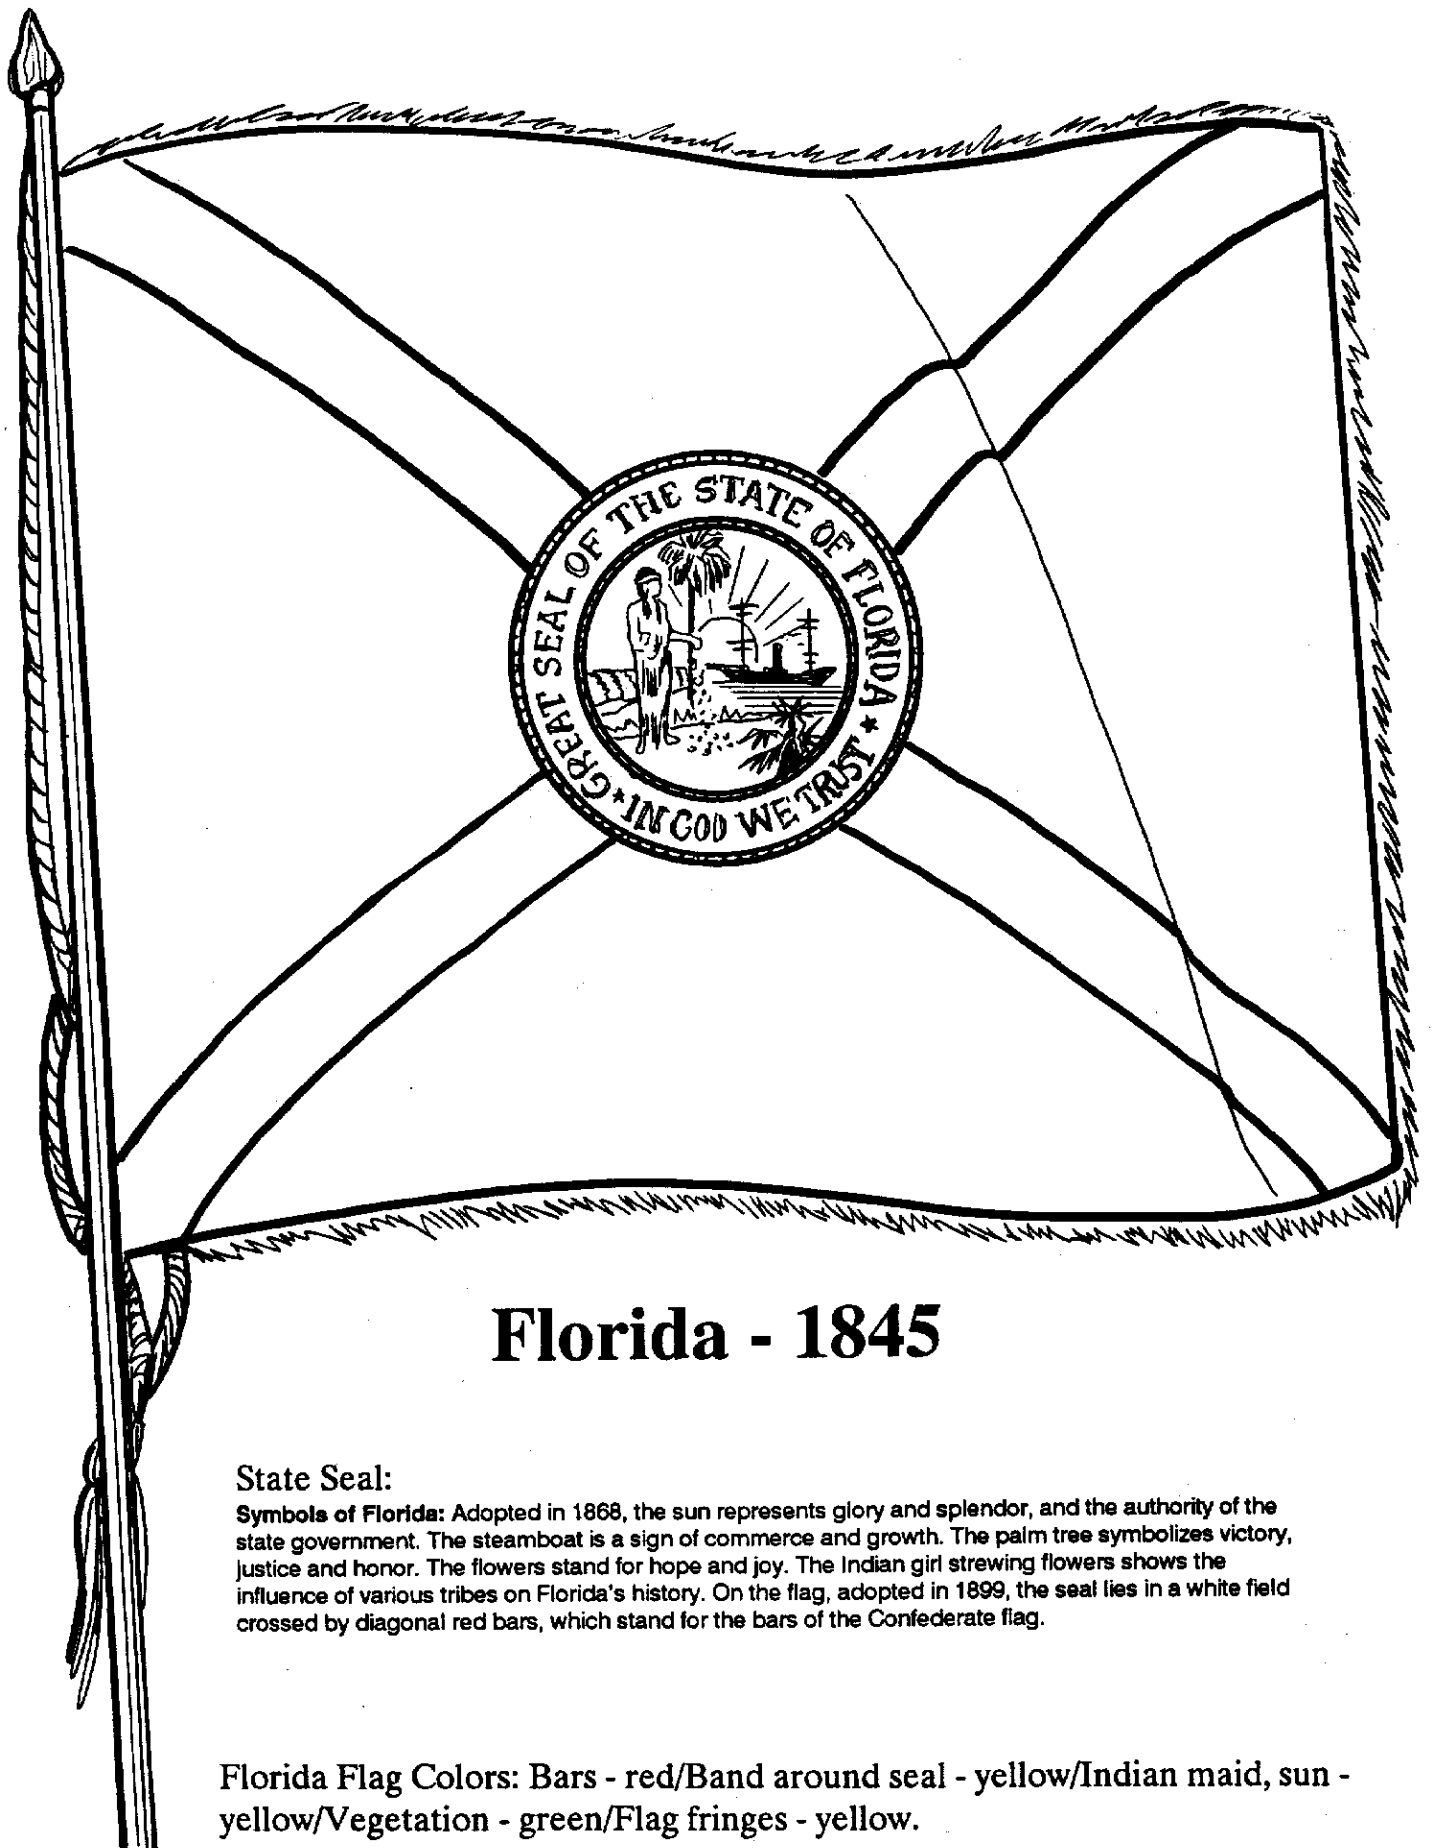 GREAT SEAL OF THE STATE OF FLORIDA ★ IN GOD WE TRUST ★
Florida - 1845
State Seal:
Symbols of Florida: Adopted in 1868, the sun represents glory and splendor, and the authority of the
state government. The steamboat is a sign of commerce and growth. The palm tree symbolizes victory,
justice and honor. The flowers stand for hope and joy. The Indian girl strewing flowers shows the
influence of various tribes on Florida's history. On the flag, adopted in 1899, the seal lies in a white field
crossed by diagonal red bars, which stand for the bars of the Confederate flag.
Florida Flag Colors: Bars - red/Band around seal - yellow/Indian maid, sun -
yellow/Vegetation - green/Flag fringes - yellow.